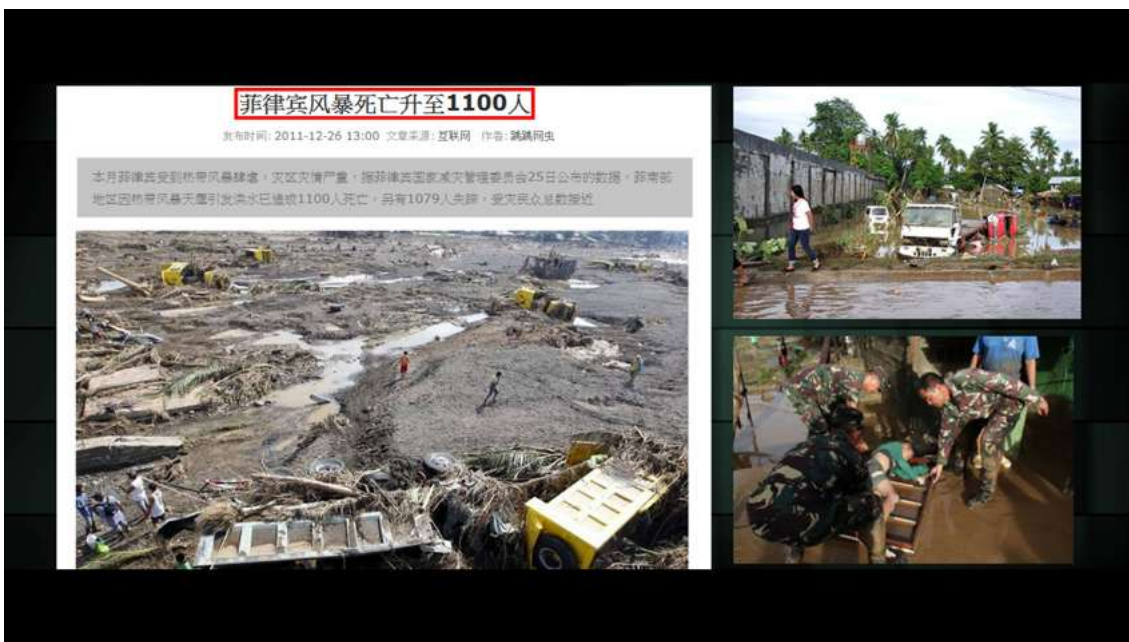 菲律宾风暴死亡升至1100人
发布时间: 2011-12-26 13:00 文章来源: 互联网 作者: 踽踽网虫
本月菲律宾受到热带风暴肆虐，灾区灾情严重，据菲律宾国家减灾管理委员会25日公布的数据，菲南部
地区因热带风暴天鹰引发洪水已造成1100人死亡，另有1079人失踪，受灾民众总数接近